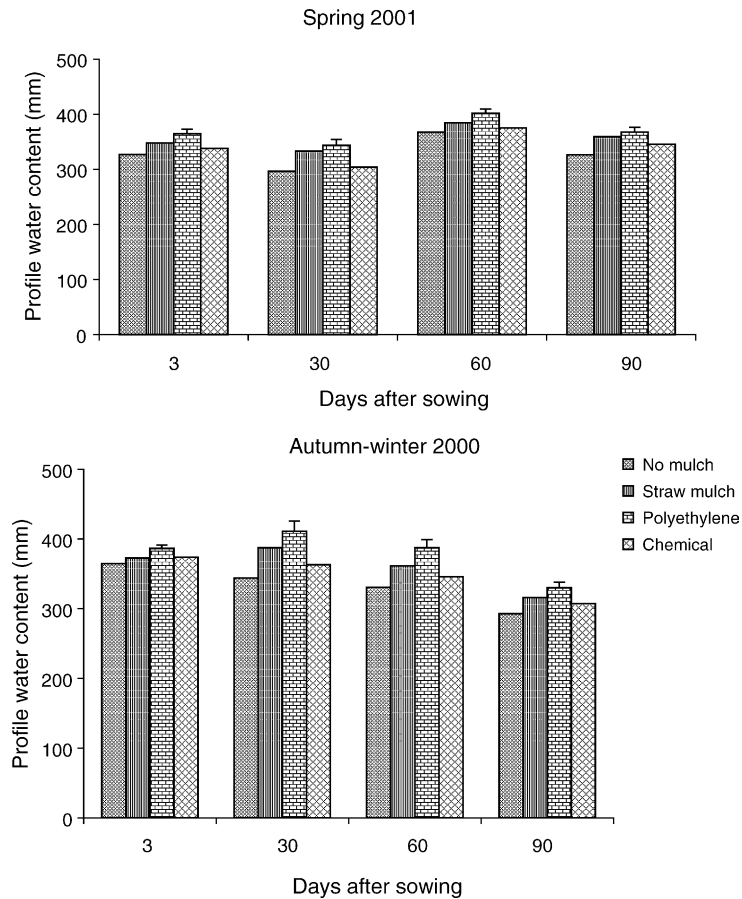 Spring 2001
500
400
300
200
100
0
Profile water content (mm)
3 30 60 90
Days after sowing
Autumn-winter 2000
500
400
300
200
100
0
Profile water content (mm)
No mulch
Straw mulch
Polyethylene
Chemical
3 30 60 90
Days after sowing